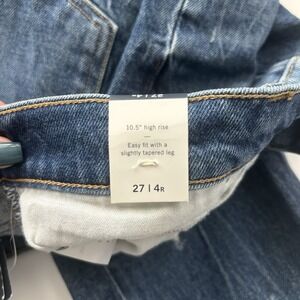 10.5" high rise
Easy fit with a
slightly tapered leg
27 | 4R